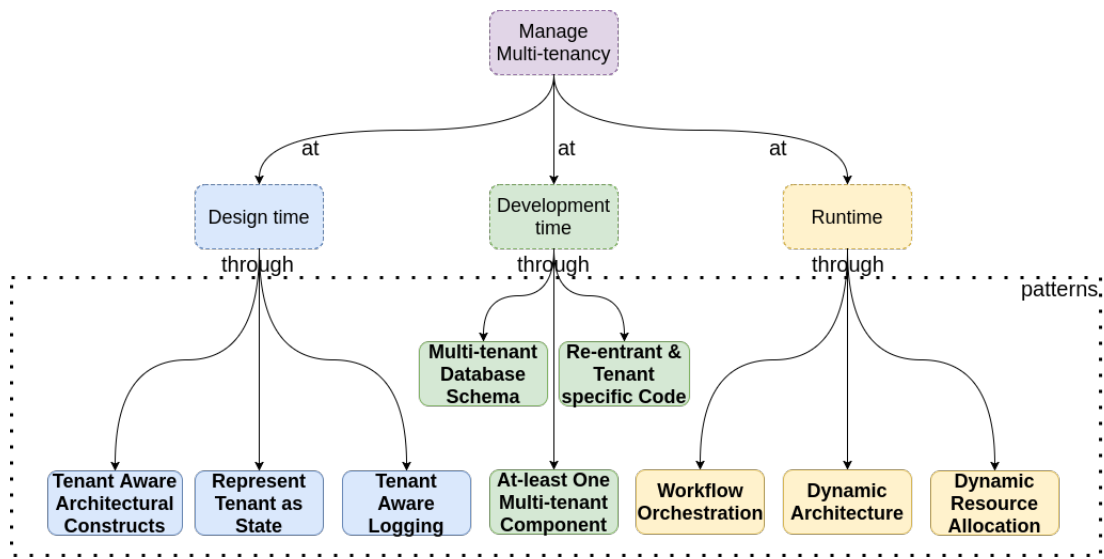 Manage
Multi-tenancy
at
at
at
Design time
Development
time
Runtime
through
through
through
patterns
Multi-tenant
Database
Schema
Re-entrant &
Tenant
specific Code
Tenant Aware
Architectural
Constructs
Represent
Tenant as
State
Tenant
Aware
Logging
At-least One
Multi-tenant
Component
Workflow
Orchestration
Dynamic
Architecture
Dynamic
Resource
Allocation